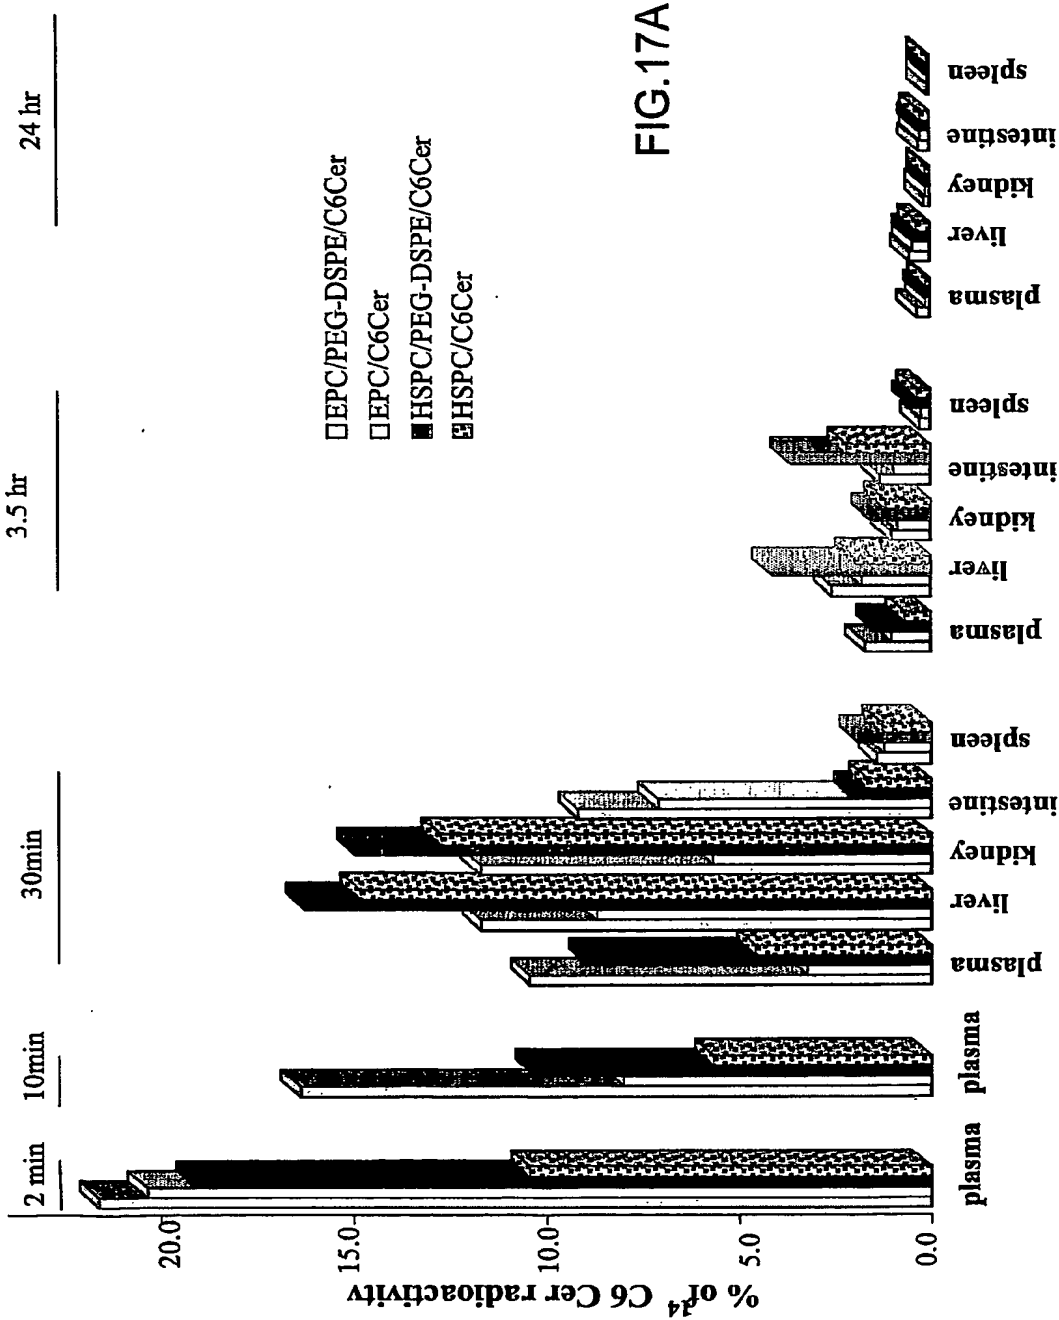 2 min
10min
30min
3.5 hr
24 hr
% of 14 C6 Cer radioactivity
20.0
15.0
10.0
5.0
0.0
EPC/PEG-DSPE/C6Cer
EPC/C6Cer
HSPC/PEG-DSPE/C6Cer
HSPC/C6Cer
plasma
plasma
plasma
liver
kidney
intestine
spleen
plasma
liver
kidney
intestine
spleen
plasma
liver
kidney
intestine
spleen
FIG.17A